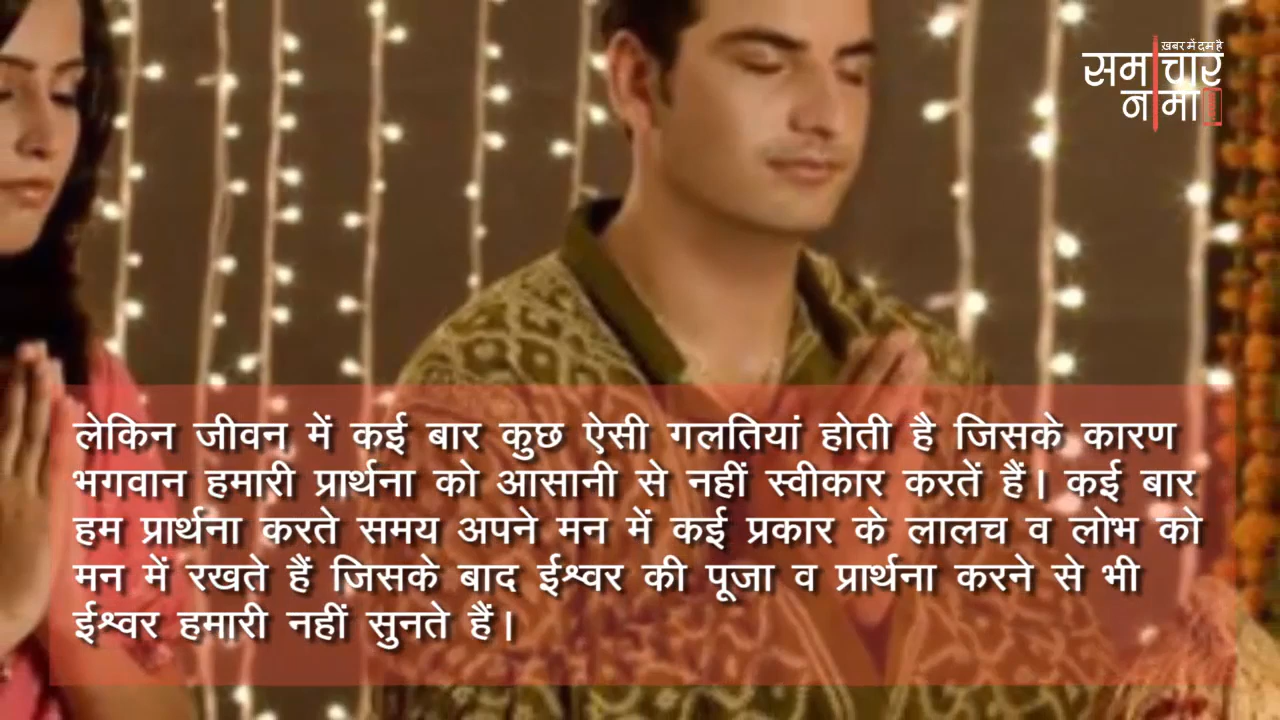 ख़बर में दम है
समाचार
नामा
लेकिन जीवन में कई बार कुछ ऐसी गलतियां होती है जिसके कारण
भगवान हमारी प्रार्थना को आसानी से नहीं स्वीकार करतें हैं। कई बार
हम प्रार्थना करते समय अपने मन में कई प्रकार के लालच व लोभ को
मन में रखते हैं जिसके बाद ईश्वर की पूजा व प्रार्थना करने से भी
ईश्वर हमारी नहीं सुनते हैं।